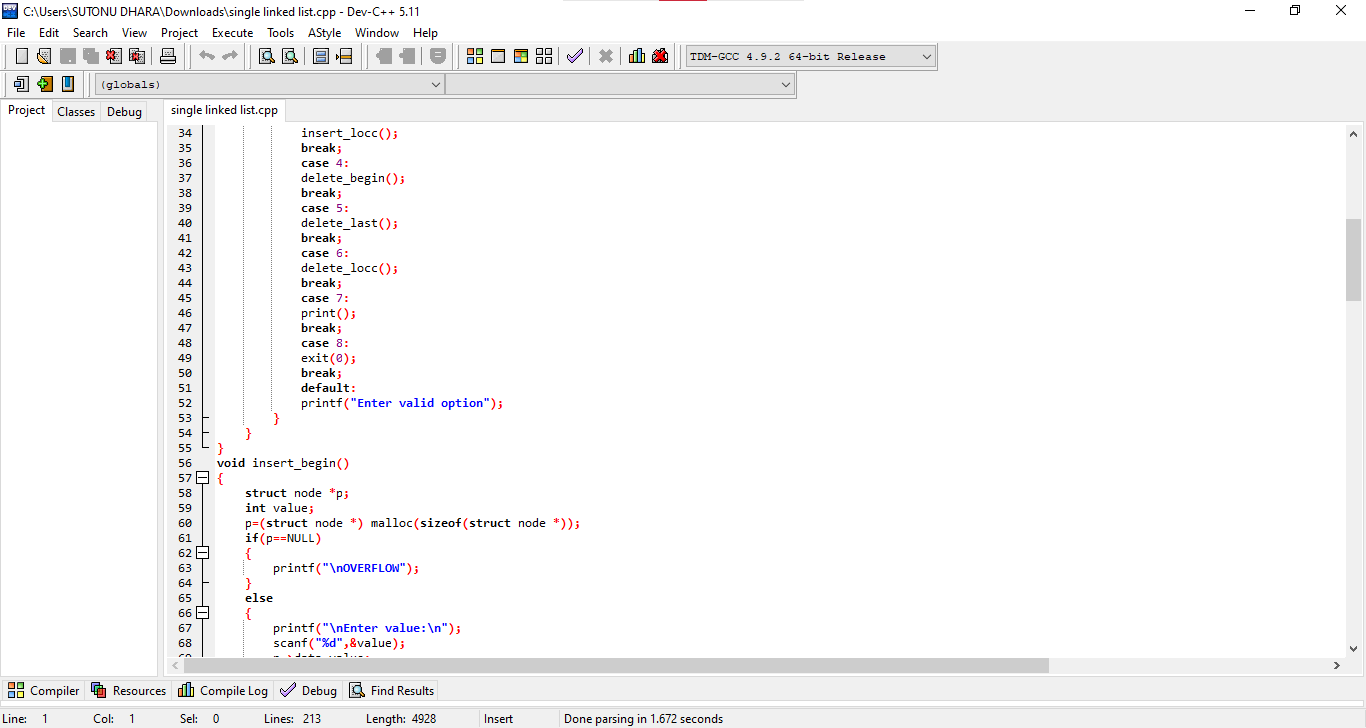 C:\Users\SUTONU DHARA\Downloads\single linked list.cpp - Dev-C++ 5.11
File Edit Search View Project Execute Tools AStyle Window Help
TDM-GCC 4.9.2 64-bit Release
(globals)
Project Classes Debug single linked list.cpp
34 insert_locc();
35 break;
36 case 4:
37 delete_begin();
38 break;
39 case 5:
40 delete_last();
41 break;
42 case 6:
43 delete_locc();
44 break;
45 case 7:
46 print();
47 break;
48 case 8:
49 exit(0);
50 break;
51 default:
52 printf("Enter valid option");
53 }
54 }
55 }
56 void insert_begin()
57 {
58 struct node *p;
59 int value;
60 p=(struct node *) malloc(sizeof(struct node *));
61 if(p==NULL)
62 {
63 printf("\nOVERFLOW");
64 }
65 else
66 {
67 printf("\nEnter value:\n");
68 scanf("%d",&value);
Compiler Resources Compile Log Debug Find Results
Line: 1 Col: 1 Sel: 0 Lines: 213 Length: 4928 Insert Done parsing in 1.672 seconds